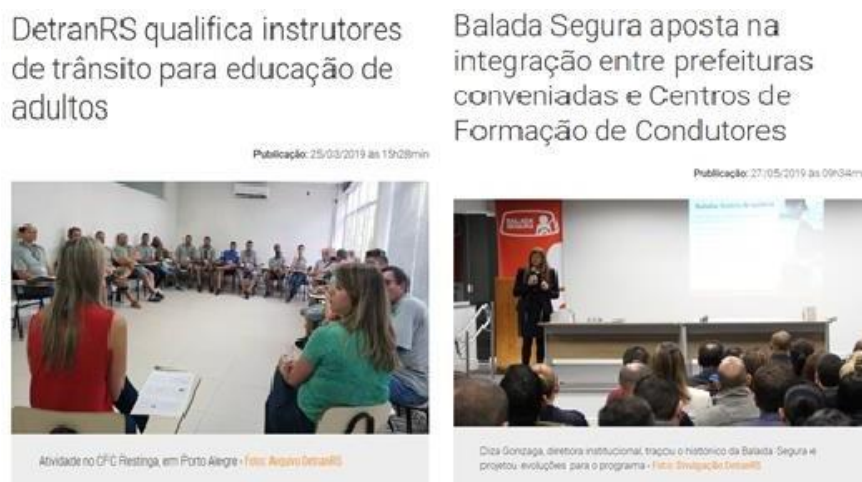 DetranRS qualifica instrutores
de trânsito para educação de
adultos
Publicação: 25/03/2019 às 15h28min
Atividade no CFC Restinga, em Porto Alegre - Foto: Arquivo DetranRS
Balada Segura aposta na
integração entre prefeituras
conveniadas e Centros de
Formação de Condutores
Publicação: 27/05/2019 às 09h34m
BALADA
SEGURA
Diza Gonzaga, diretora institucional, traçou o histórico da Balada Segura e
projetou evoluções para o programa - Foto: Divulgação DetranRS